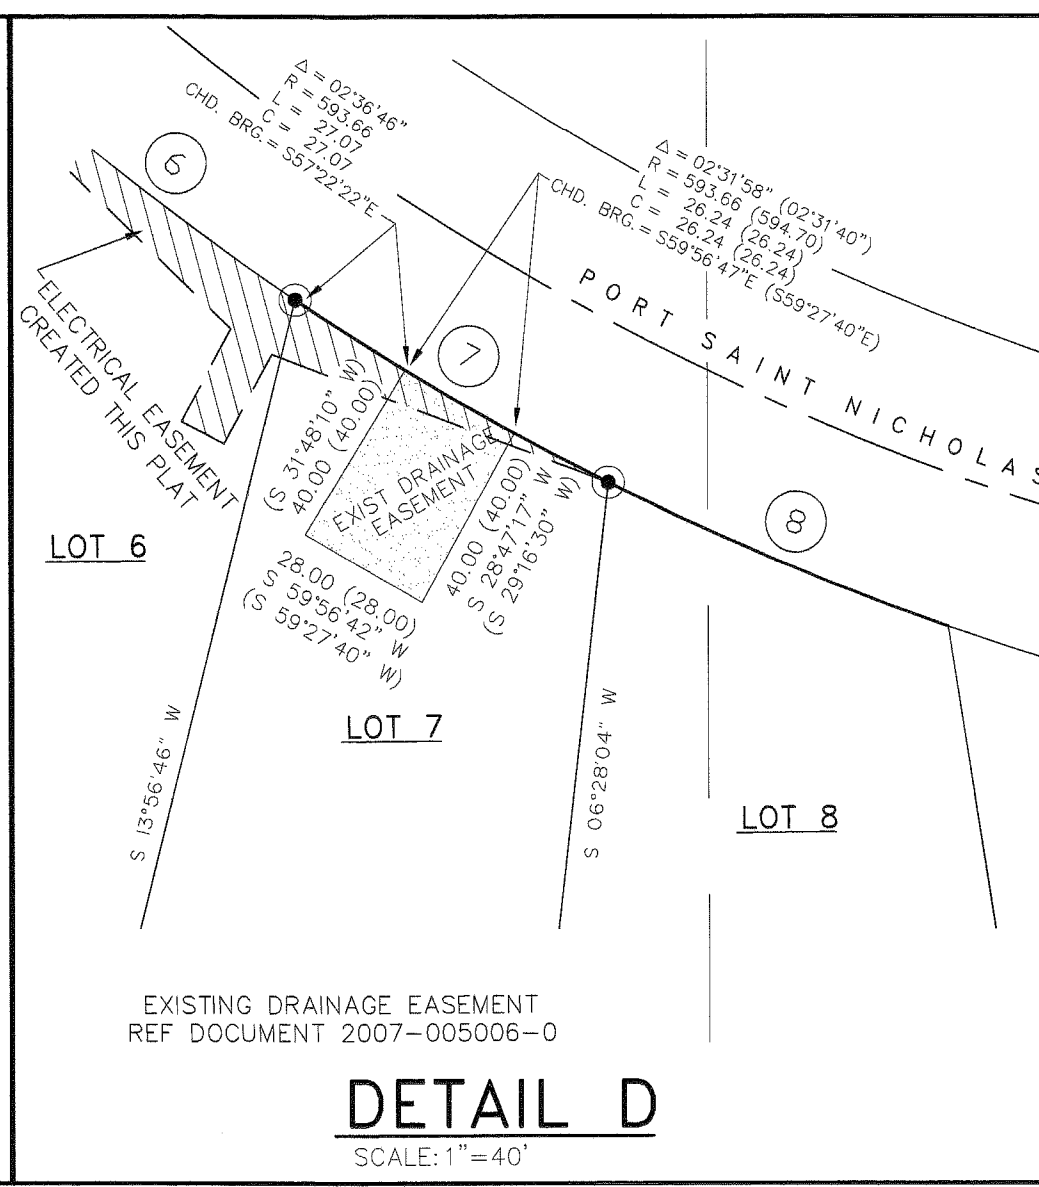 Δ = 02°36'46"
R = 593.66
L = 27.07
C = 27.07
CHD. BRG. = S57°22'22"E
Δ = 02°31'58" (02°31'40")
R = 593.66 (594.70)
L = 26.24 (26.24)
C = 26.24 (26.24)
CHD. BRG. = S59°56'47"E (S59°27'40"E)
6
7
8
PORT SAINT NICHOLAS
ELECTRICAL EASEMENT
CREATED THIS PLAT
(S 31°48'10" W)
40.00 (40.00)
EXIST DRAINAGE
EASEMENT
40.00 (40.00)
S 28°47'17" W
(S 29°16'30" W)
28.00 (28.00)
S 59°56'42" W
(S 59°27'40" W)
LOT 6
LOT 7
LOT 8
S 13°56'46" W
S 06°28'04" W
EXISTING DRAINAGE EASEMENT
REF DOCUMENT 2007-005006-0
DETAIL D
SCALE: 1"=40'